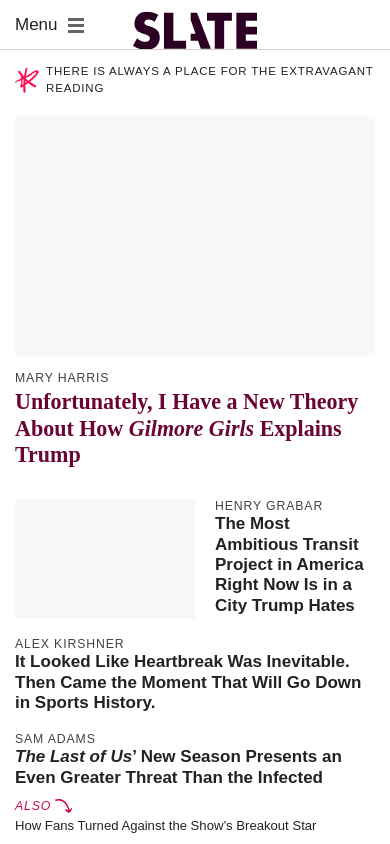 Menu
SLATE
THERE IS ALWAYS A PLACE FOR THE EXTRAVAGANT
READING
MARY HARRIS
Unfortunately, I Have a New Theory
About How Gilmore Girls Explains
Trump
HENRY GRABAR
The Most
Ambitious Transit
Project in America
Right Now Is in a
City Trump Hates
ALEX KIRSHNER
It Looked Like Heartbreak Was Inevitable.
Then Came the Moment That Will Go Down
in Sports History.
SAM ADAMS
The Last of Us’ New Season Presents an
Even Greater Threat Than the Infected
ALSO
How Fans Turned Against the Show’s Breakout Star